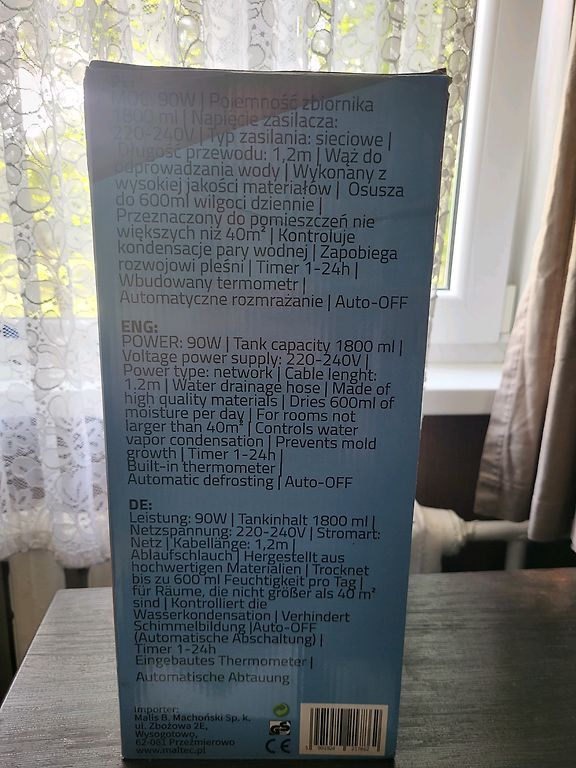 PL:
MOC: 90W | Pojemność zbiornika
1800 ml | Napięcie zasilacza:
220-240V | Typ zasilania: sieciowe |
Długość przewodu: 1,2m | Wąż do
odprowadzania wody | Wykonany z
wysokiej jakości materiałów | Osusza
do 600ml wilgoci dziennie |
Przeznaczony do pomieszczeń nie
większych niż 40m² | Kontroluje
kondensacje pary wodnej | Zapobiega
rozwojowi pleśni | Timer 1-24h |
Wbudowany termometr |
Automatyczne rozmrażanie | Auto-OFF
ENG:
POWER: 90W | Tank capacity 1800 ml |
Voltage power supply: 220-240V |
Power type: network | Cable lenght:
1.2m | Water drainage hose | Made of
high quality materials | Dries 600ml of
moisture per day | For rooms not
larger than 40m² | Controls water
vapor condensation | Prevents mold
growth | Timer 1-24h |
Built-in thermometer |
Automatic defrosting | Auto-OFF
DE:
Leistung: 90W | Tankinhalt 1800 ml |
Netzspannung: 220-240V | Stromart:
Netz | Kabellänge: 1,2m |
Ablaufschlauch | Hergestellt aus
hochwertigen Materialien | Trocknet
bis zu 600 ml Feuchtigkeit pro Tag |
für Räume, die nicht größer als 40 m²
sind | Kontrolliert die
Wasserkondensation | Verhindert
Schimmelbildung |Auto-OFF
(Automatische Abschaltung) |
Timer 1-24h
Eingebautes Thermometer |
Automatische Abtauung
Importer:
Malis B. Machoński Sp. k.
ul. Zbożowa 2E,
Wysogotowo,
62-081 Przeźmierowo
www.maltec.pl
GS
CE